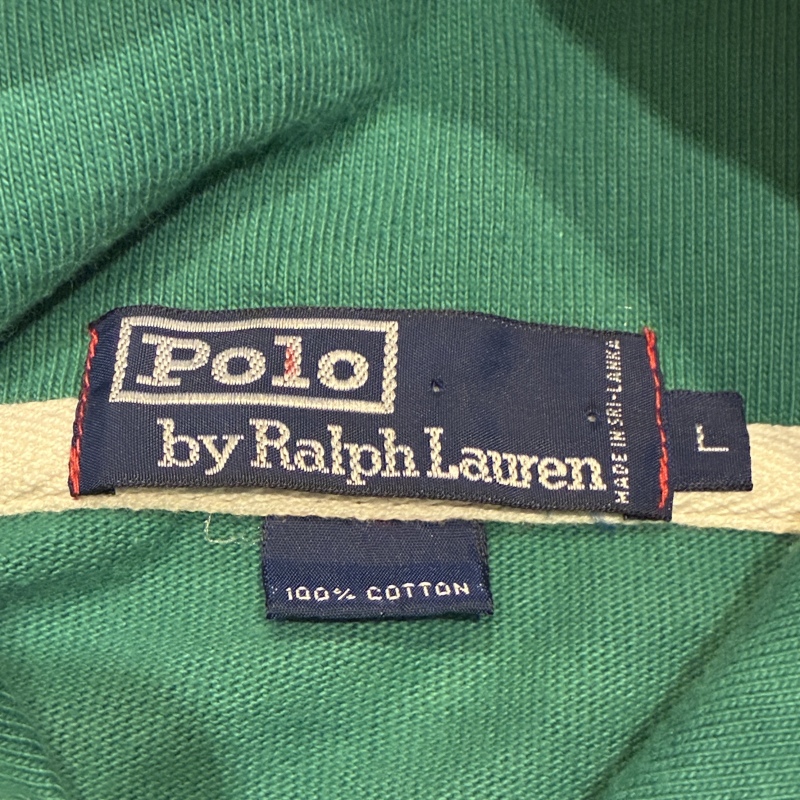 Polo
by Ralph Lauren
MADE IN SRI-LANKA
L
100% COTTON